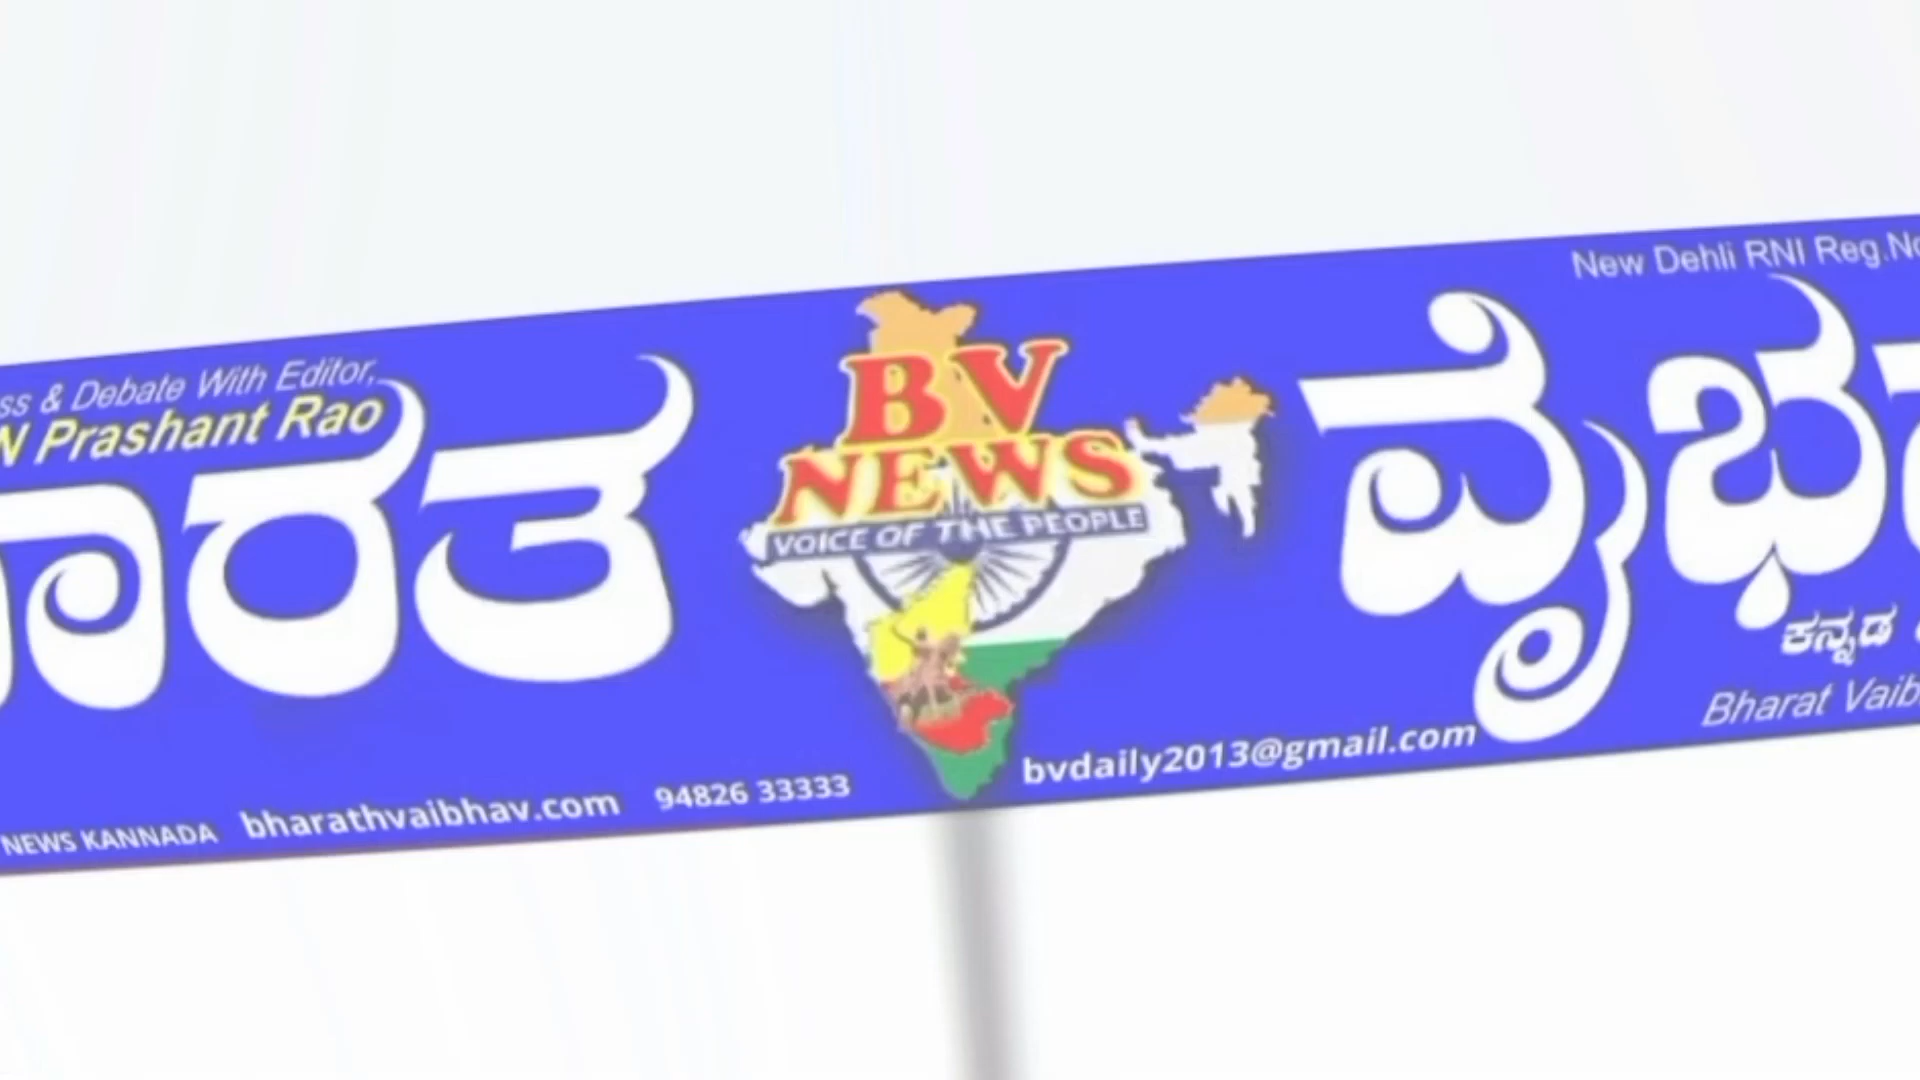 ss & Debate With Editor,
N Prashant Rao
ಾರತ
BV
NEWS
VOICE OF THE PEOPLE
New Dehli RNI Reg.No
ವೈಭ
ಕನ್ನಡ
Bharat Vaib
NEWS KANNADA bharathvaibhav.com 94826 33333 bvdaily2013@gmail.com